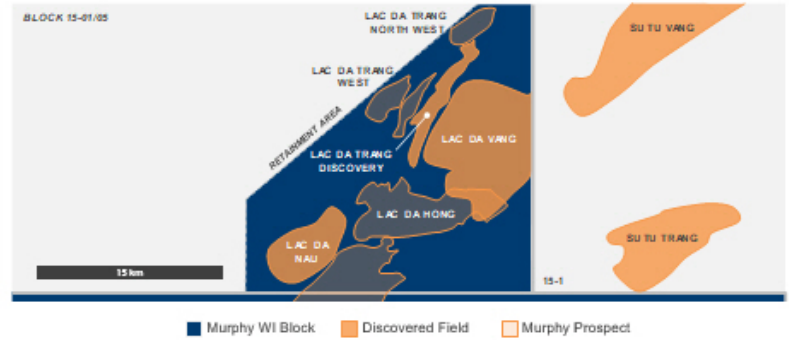 BLOCK 15-01/05
LAC DA TRANG
NORTH WEST
SU TU VANG
LAC DA TRANG
WEST
RETAINMENT AREA
LAC DA VANG
LAC DA TRANG
DISCOVERY
LAC DA HONG
LAC DA
NAU
SU TU TRANG
15 km
15-1
Murphy WI Block
Discovered Field
Murphy Prospect